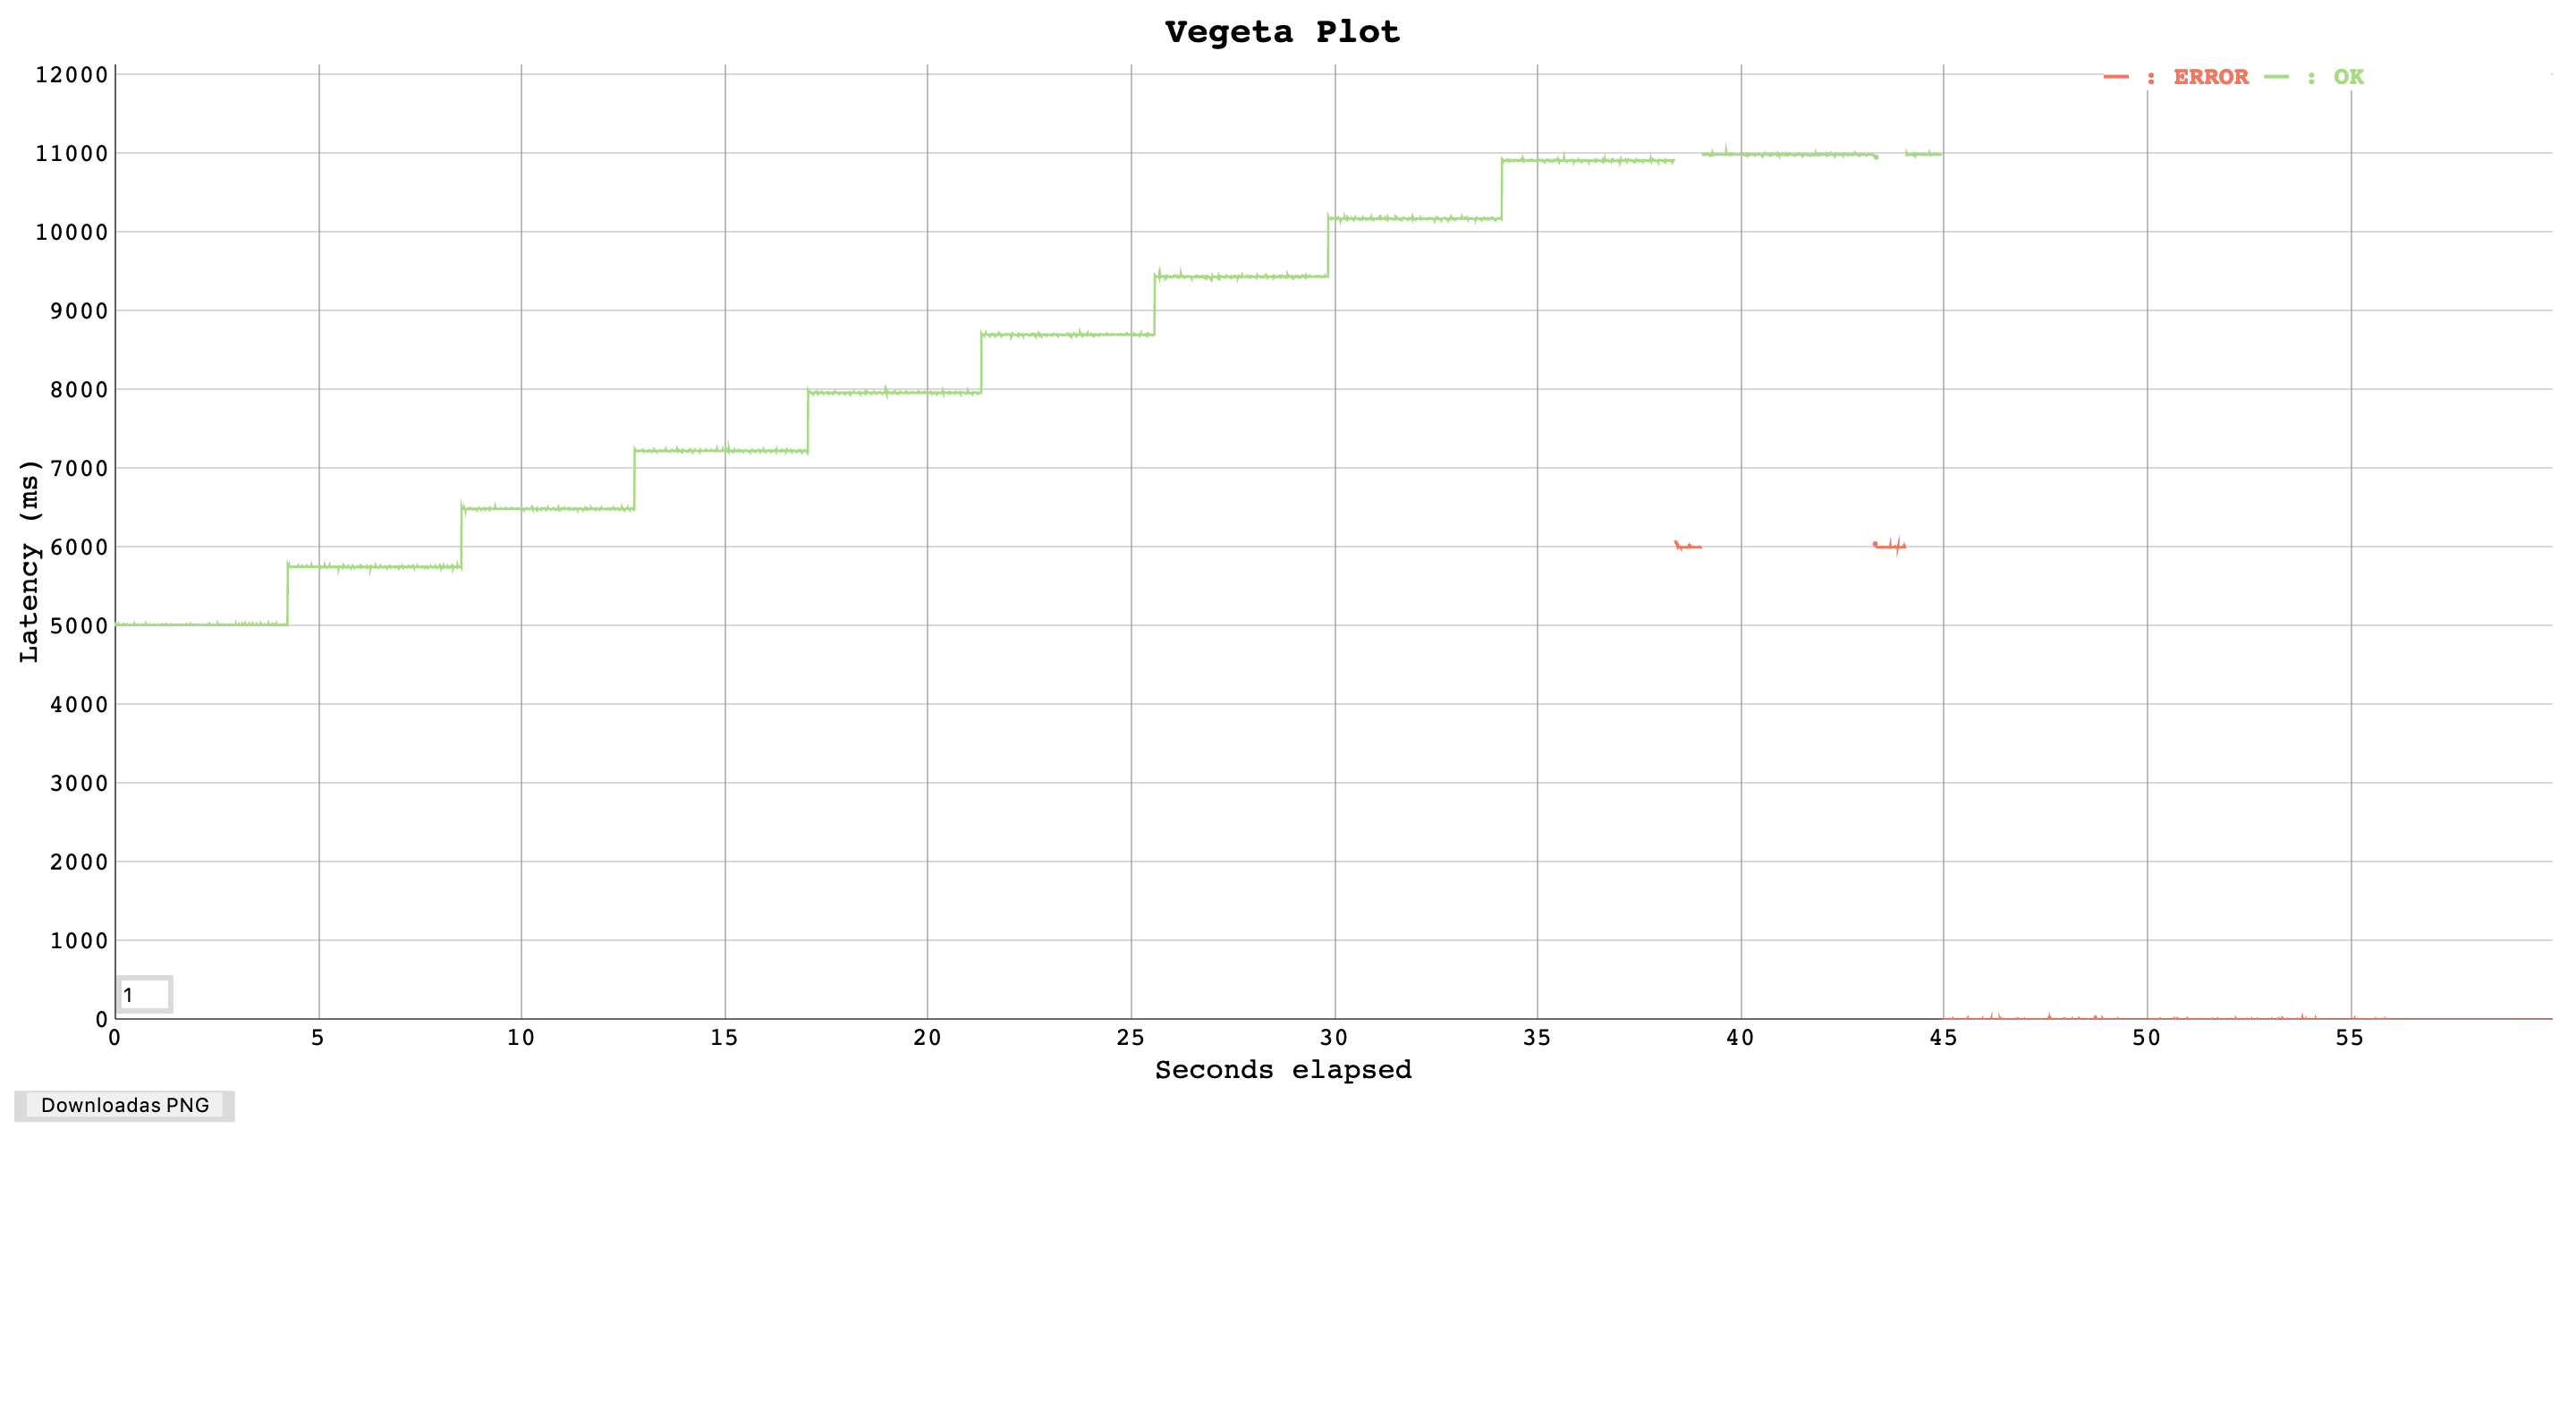 Vegeta Plot
— : ERROR — : OK
12000
11000
10000
9000
8000
7000
6000
5000
4000
3000
2000
1000
0
Latency (ms)
1
0 5 10 15 20 25 30 35 40 45 50 55
Seconds elapsed
Downloadas PNG